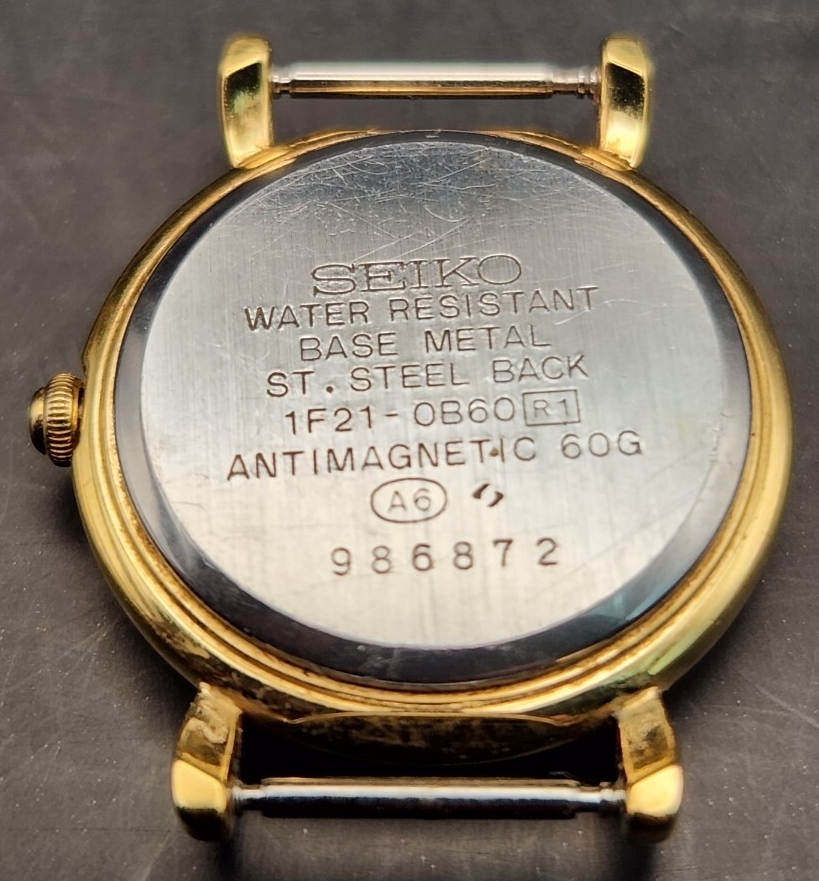 SEIKO
WATER RESISTANT
BASE METAL
ST. STEEL BACK
1F21-0B60 R1
ANTIMAGNETIC 60G
A6
986872